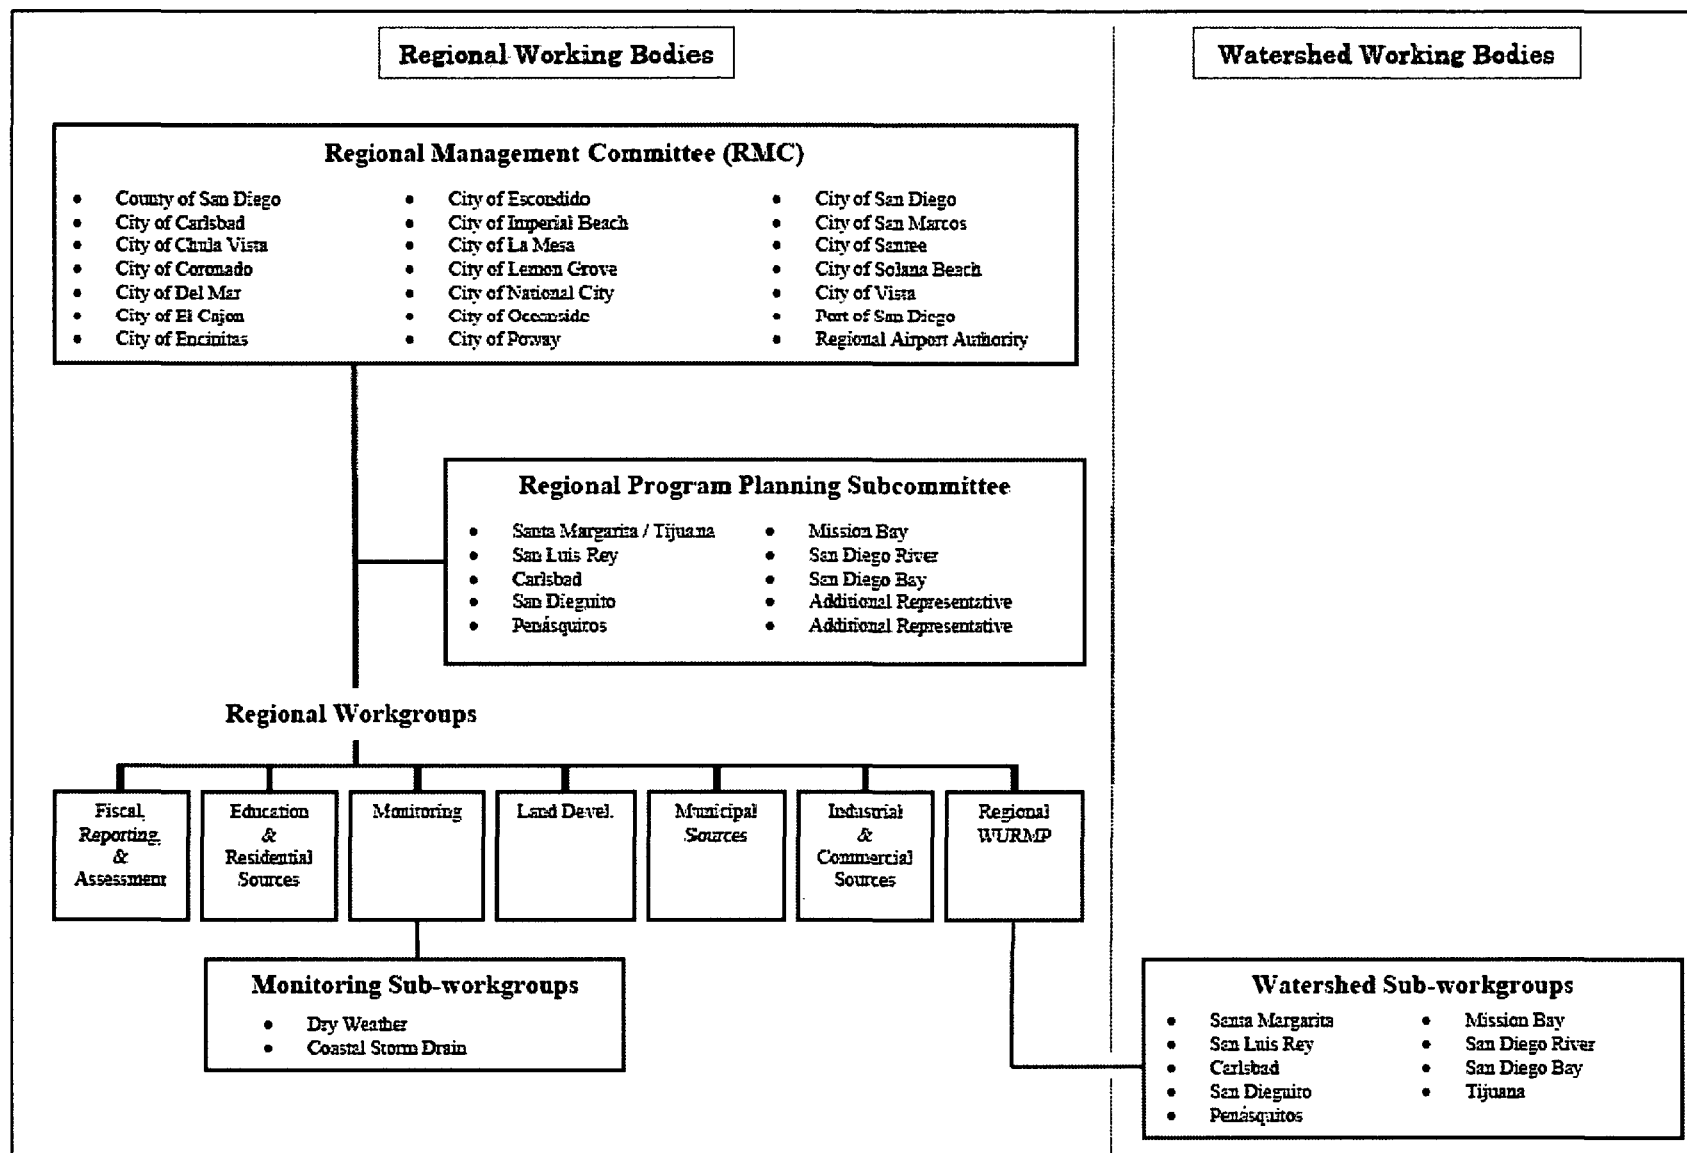 Regional Working Bodies
Watershed Working Bodies
Regional Management Committee (RMC)
• County of San Diego
• City of Carlsbad
• City of Chula Vista
• City of Coronado
• City of Del Mar
• City of El Cajon
• City of Encinitas
• City of Escondido
• City of Imperial Beach
• City of La Mesa
• City of Lemon Grove
• City of National City
• City of Oceanside
• City of Poway
• City of San Diego
• City of San Marcos
• City of Santee
• City of Solana Beach
• City of Vista
• Port of San Diego
• Regional Airport Authority
Regional Program Planning Subcommittee
• Santa Margarita / Tijuana
• San Luis Rey
• Carlsbad
• San Dieguito
• Penásquitos
• Mission Bay
• San Diego River
• San Diego Bay
• Additional Representative
• Additional Representative
Regional Workgroups
Fiscal,
Reporting,
&
Assessment
Education
&
Residential
Sources
Monitoring
Land Devel.
Municipal
Sources
Industrial
&
Commercial
Sources
Regional
WURMP
Monitoring Sub-workgroups
• Dry Weather
• Coastal Storm Drain
Watershed Sub-workgroups
• Santa Margarita
• San Luis Rey
• Carlsbad
• San Dieguito
• Penásquitos
• Mission Bay
• San Diego River
• San Diego Bay
• Tijuana